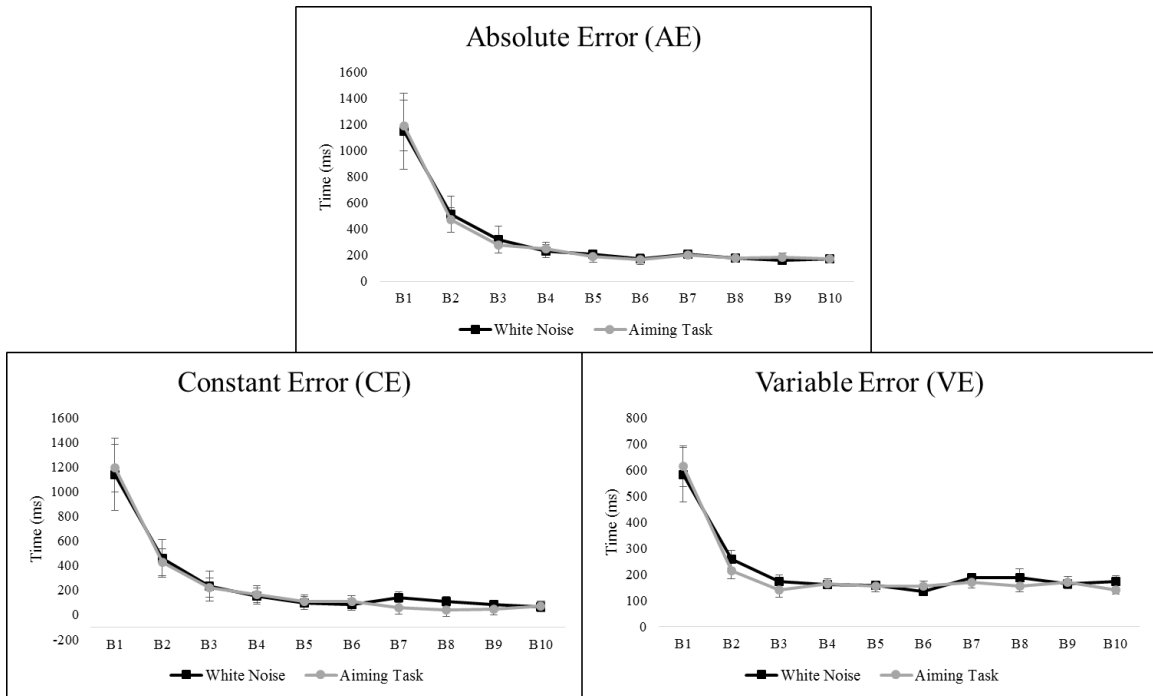 Absolute Error (AE)
1600
1400
1200
1000
800
600
400
200
0
Time (ms)
B1 B2 B3 B4 B5 B6 B7 B8 B9 B10
White Noise Aiming Task
Constant Error (CE)
1600
1400
1200
1000
800
600
400
200
0
-200
Time (ms)
B1 B2 B3 B4 B5 B6 B7 B8 B9 B10
White Noise Aiming Task
Variable Error (VE)
800
700
600
500
400
300
200
100
0
Time (ms)
B1 B2 B3 B4 B5 B6 B7 B8 B9 B10
White Noise Aiming Task